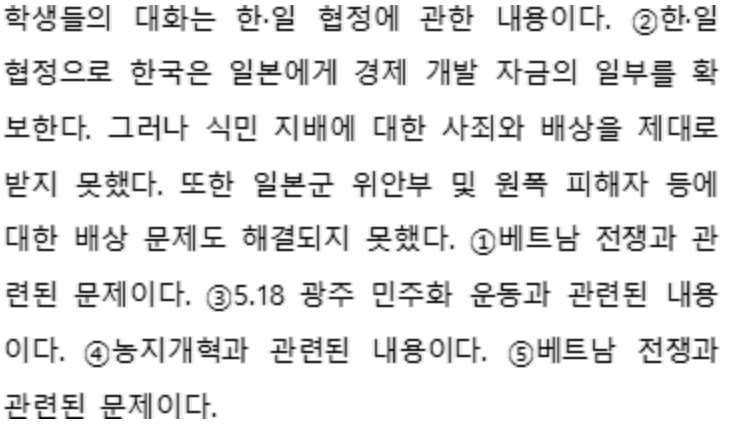 학생들의 대화는 한·일 협정에 관한 내용이다. ②한·일
협정으로 한국은 일본에게 경제 개발 자금의 일부를 확
보한다. 그러나 식민 지배에 대한 사죄와 배상을 제대로
받지 못했다. 또한 일본군 위안부 및 원폭 피해자 등에
대한 배상 문제도 해결되지 못했다. ①베트남 전쟁과 관
련된 문제이다. ③5.18 광주 민주화 운동과 관련된 내용
이다. ④농지개혁과 관련된 내용이다. ⑤베트남 전쟁과
관련된 문제이다.